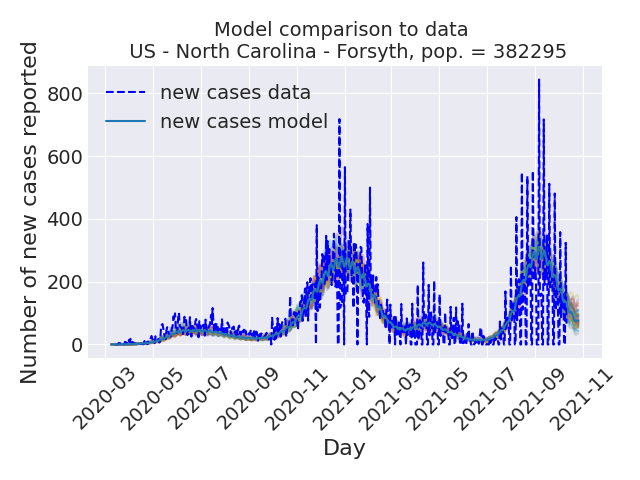 Model comparison to data
US - North Carolina - Forsyth, pop. = 382295
Number of new cases reported
800
600
400
200
0
new cases data
new cases model
2020-03
2020-05
2020-07
2020-09
2020-11
2021-01
2021-03
2021-05
2021-07
2021-09
2021-11
Day